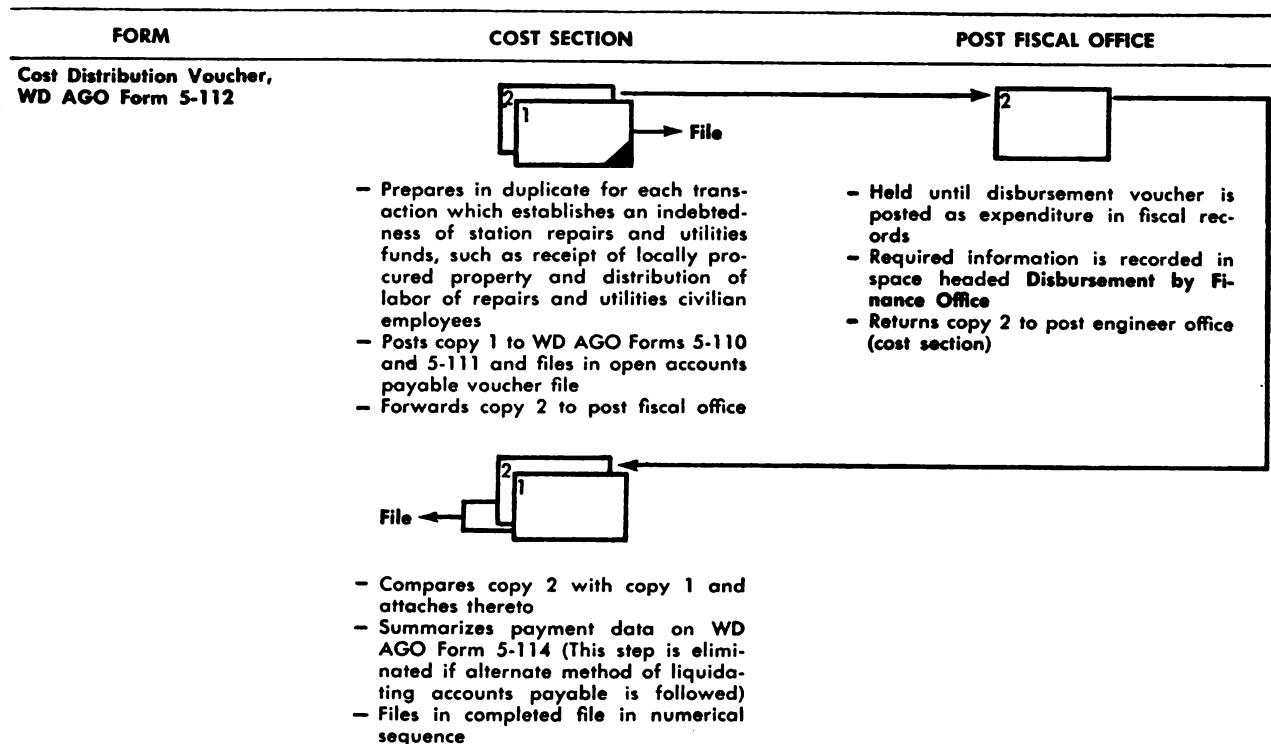 FORM
COST SECTION
POST FISCAL OFFICE
Cost Distribution Voucher,
WD AGO Form 5-112
2
1
File
2
– Prepares in duplicate for each trans-
action which establishes an indebted-
ness of station repairs and utilities
funds, such as receipt of locally pro-
cured property and distribution of
labor of repairs and utilities civilian
employees
– Posts copy 1 to WD AGO Forms 5-110
and 5-111 and files in open accounts
payable voucher file
– Forwards copy 2 to post fiscal office
– Held until disbursement voucher is
posted as expenditure in fiscal rec-
ords
– Required information is recorded in
space headed Disbursement by Fi-
nance Office
– Returns copy 2 to post engineer office
(cost section)
2
1
File
– Compares copy 2 with copy 1 and
attaches thereto
– Summarizes payment data on WD
AGO Form 5-114 (This step is elimi-
nated if alternate method of liquida-
ting accounts payable is followed)
– Files in completed file in numerical
sequence